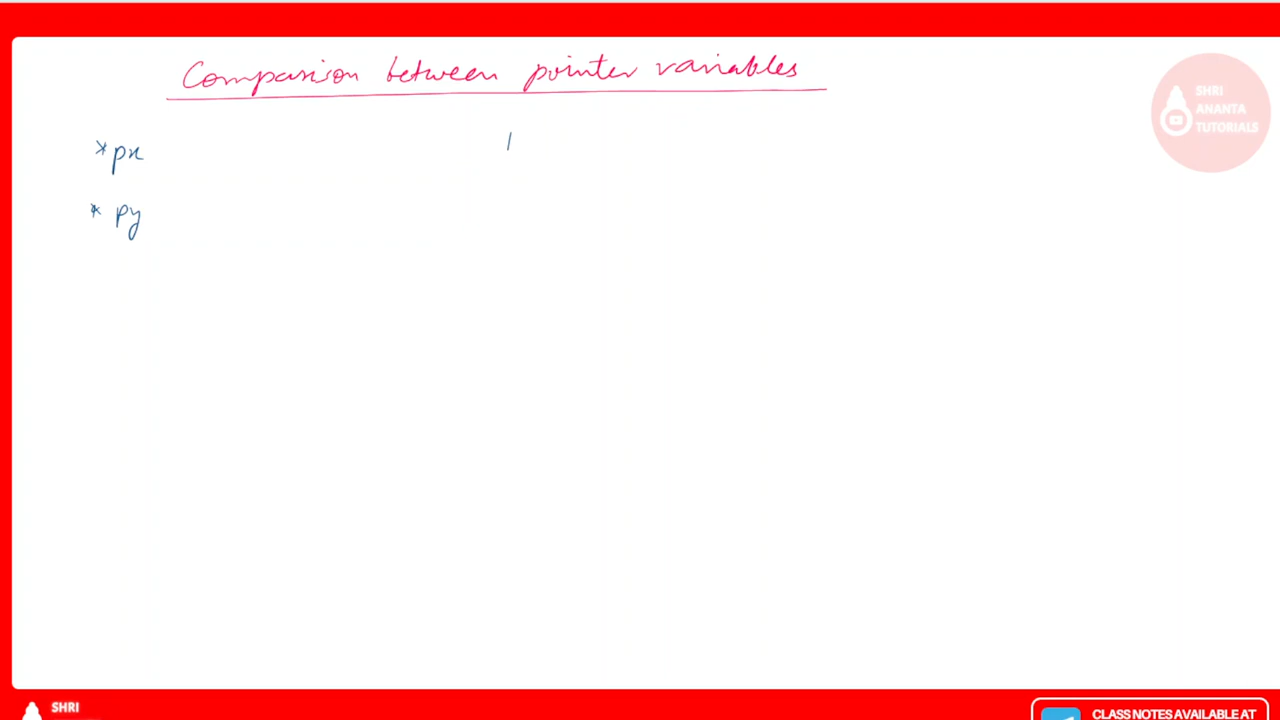 Comparision between pointer variables
SHRI
ANANTA
TUTORIALS
*px
* py
SHRI
CLASS NOTES AVAILABLE AT